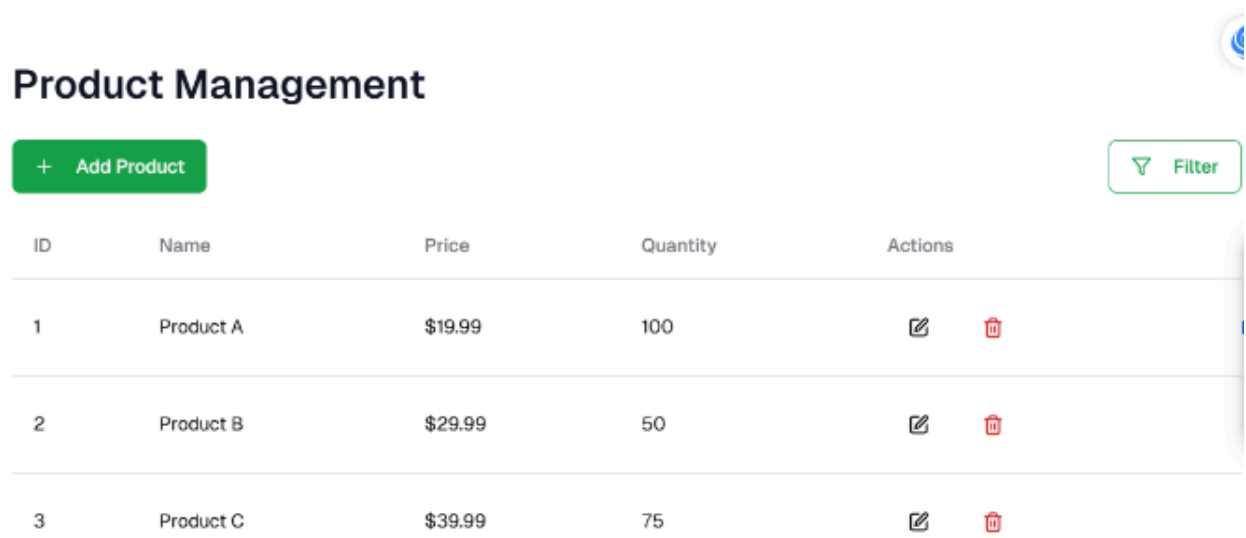 Product Management
+ Add Product
Filter
ID Name Price Quantity Actions
1 Product A $19.99 100
2 Product B $29.99 50
3 Product C $39.99 75